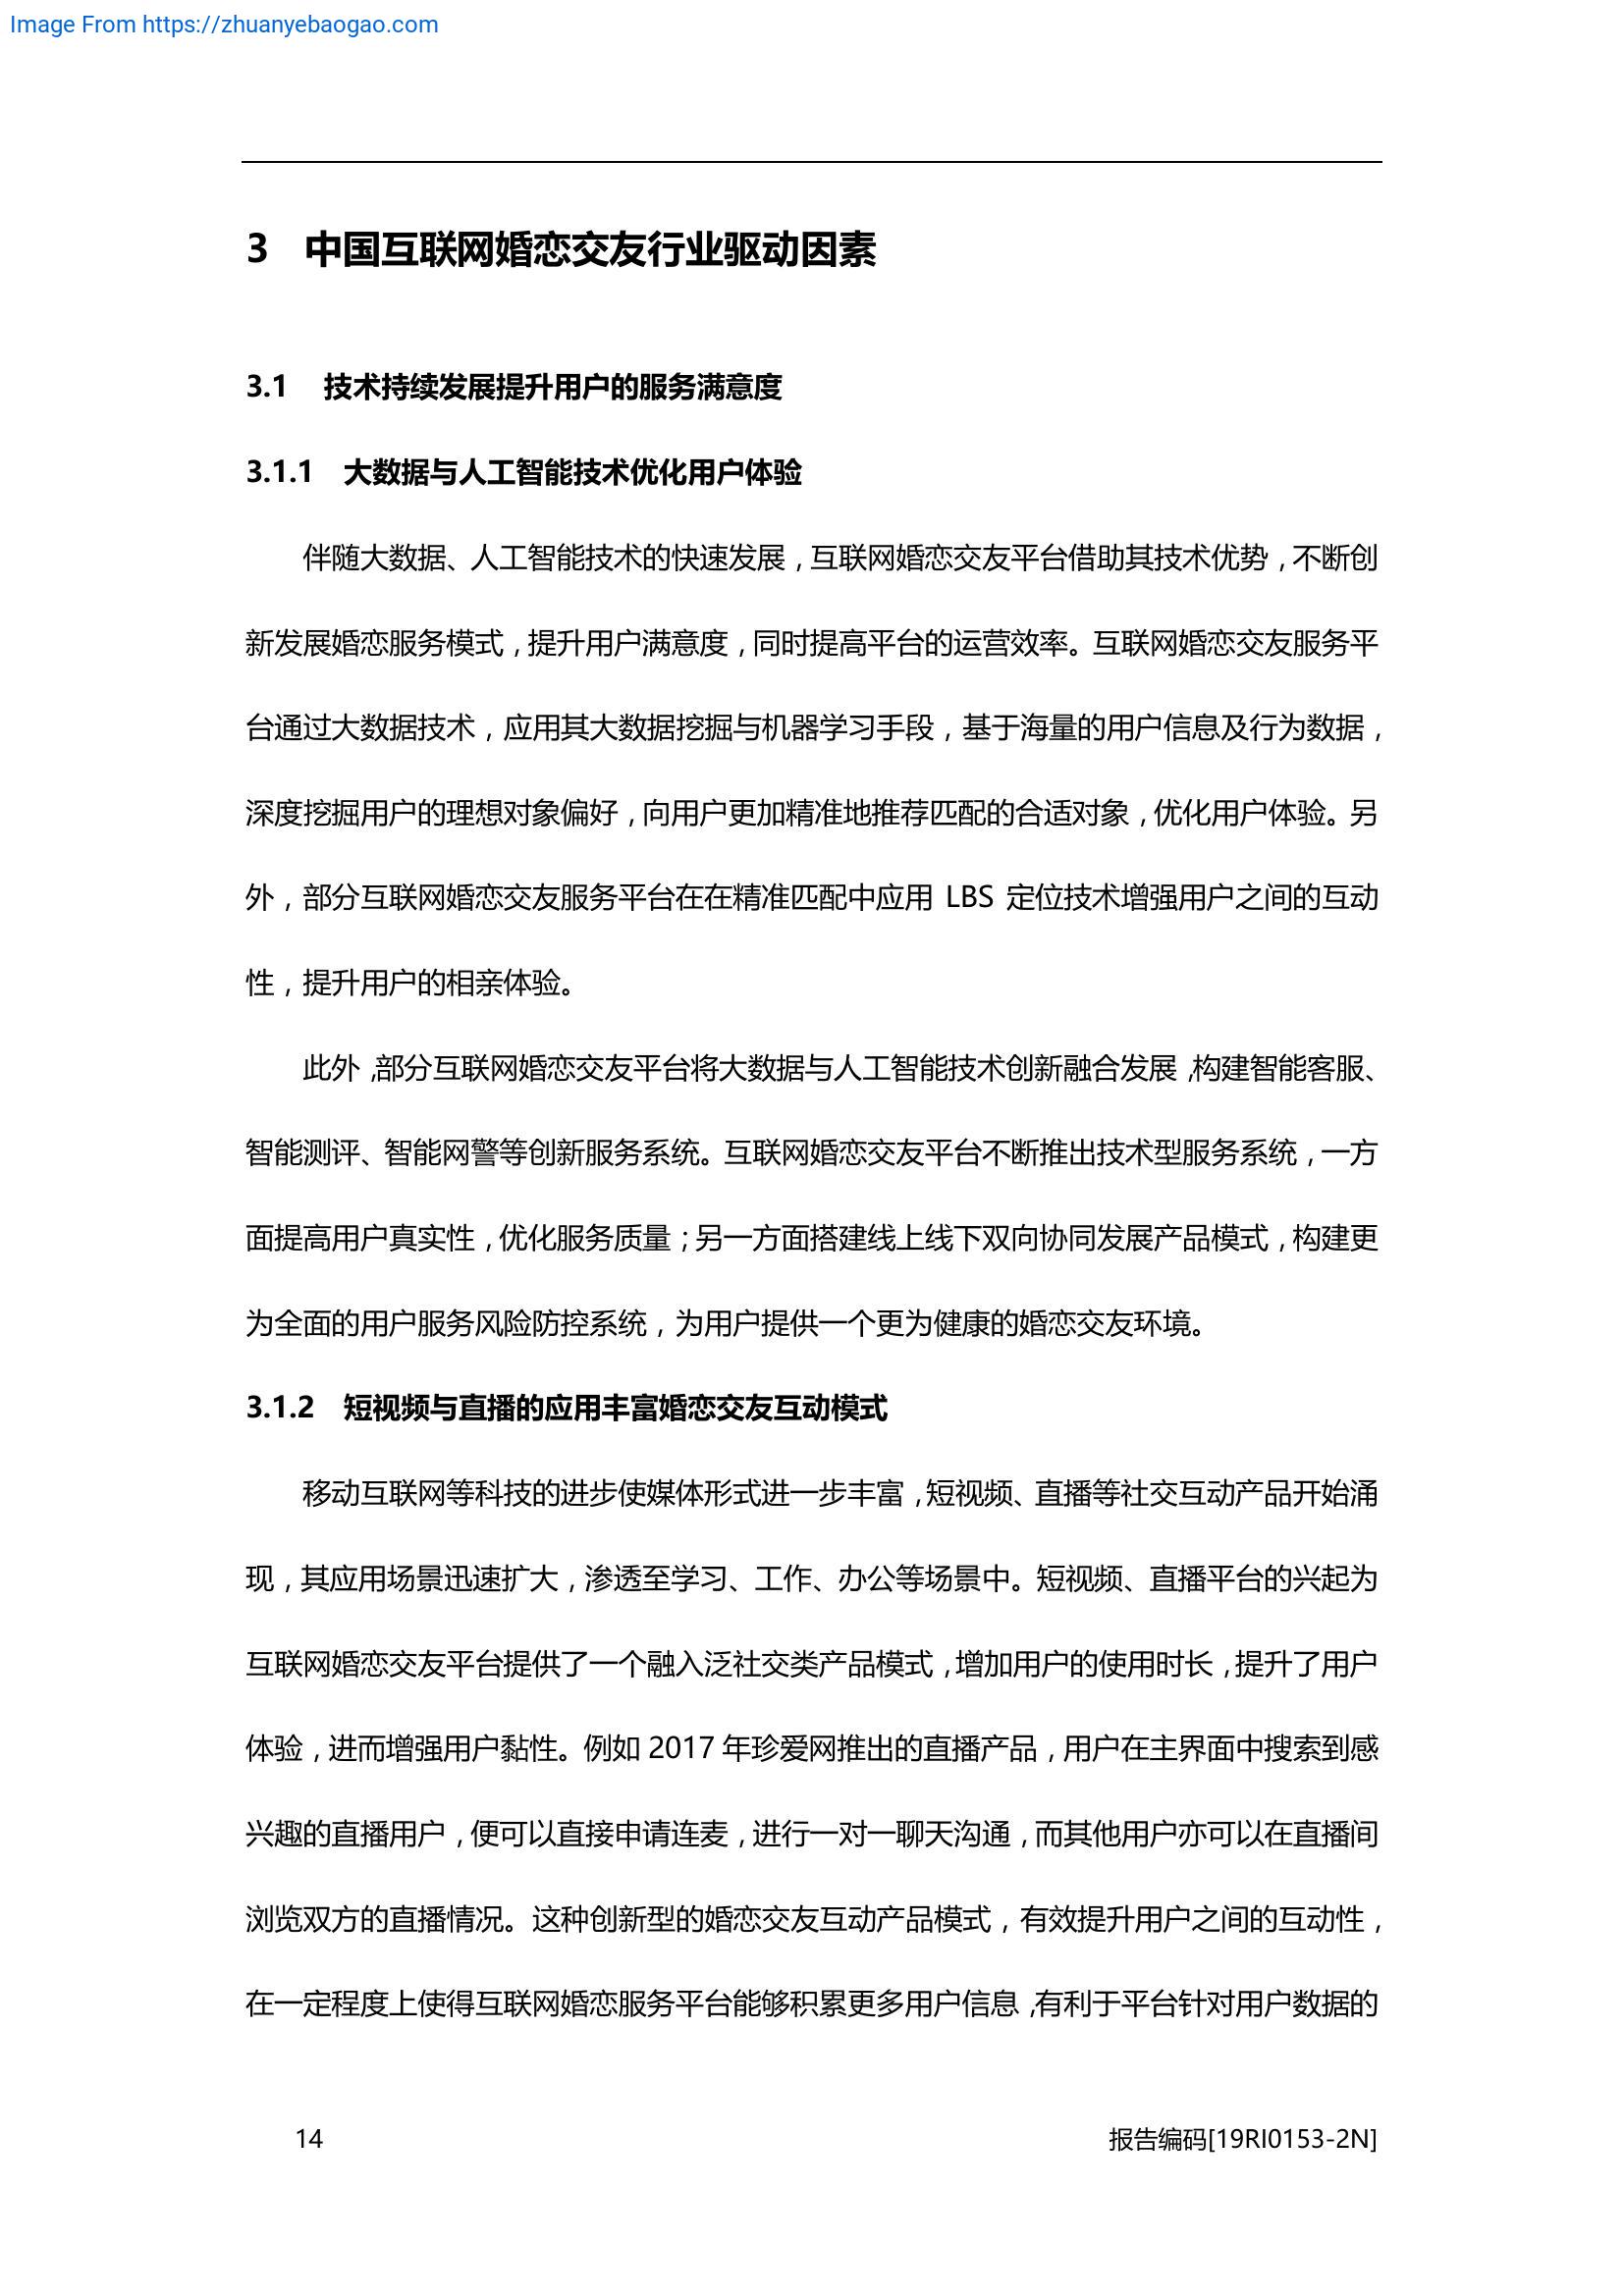 Image From https://zhuanyebaogao.com
3 中国互联网婚恋交友行业驱动因素
3.1 技术持续发展提升用户的服务满意度
3.1.1 大数据与人工智能技术优化用户体验
伴随大数据、人工智能技术的快速发展，互联网婚恋交友平台借助其技术优势，不断创
新发展婚恋服务模式，提升用户满意度，同时提高平台的运营效率。互联网婚恋交友服务平
台通过大数据技术，应用其大数据挖掘与机器学习手段，基于海量的用户信息及行为数据，
深度挖掘用户的理想对象偏好，向用户更加精准地推荐匹配的合适对象，优化用户体验。另
外，部分互联网婚恋交友服务平台在在精准匹配中应用 LBS 定位技术增强用户之间的互动
性，提升用户的相亲体验。
此外，部分互联网婚恋交友平台将大数据与人工智能技术创新融合发展，构建智能客服、
智能测评、智能网警等创新服务系统。互联网婚恋交友平台不断推出技术型服务系统，一方
面提高用户真实性，优化服务质量；另一方面搭建线上线下双向协同发展产品模式，构建更
为全面的用户服务风险防控系统，为用户提供一个更为健康的婚恋交友环境。
3.1.2 短视频与直播的应用丰富婚恋交友互动模式
移动互联网等科技的进步使媒体形式进一步丰富，短视频、直播等社交互动产品开始涌
现，其应用场景迅速扩大，渗透至学习、工作、办公等场景中。短视频、直播平台的兴起为
互联网婚恋交友平台提供了一个融入泛社交类产品模式，增加用户的使用时长，提升了用户
体验，进而增强用户黏性。例如 2017 年珍爱网推出的直播产品，用户在主界面中搜索到感
兴趣的直播用户，便可以直接申请连麦，进行一对一聊天沟通，而其他用户亦可以在直播间
浏览双方的直播情况。这种创新型的婚恋交友互动产品模式，有效提升用户之间的互动性，
在一定程度上使得互联网婚恋服务平台能够积累更多用户信息，有利于平台针对用户数据的
14 报告编码[19RI0153-2N]